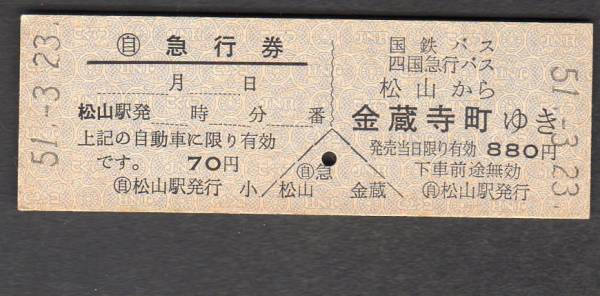 51.-3.23.
㊂急行券
月 日
松山駅発 時 分 番
上記の自動車に限り有効
です。 70円
㊂松山駅発行 小
国鉄バス
四国急行バス
松山から
金蔵寺町ゆき
発売当日限り有効 880円
下車前途無効
㊂松山駅発行
㊂急
松山 金蔵
51.-3.23.